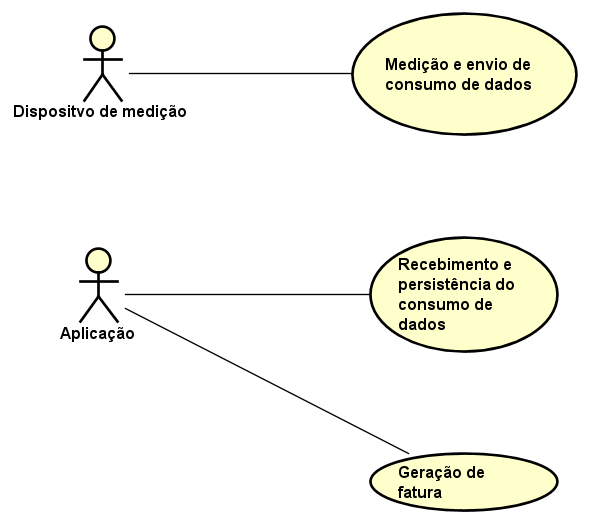 Medição e envio de
consumo de dados
Dispositvo de medição
Recebimento e
persistência do
consumo de
dados
Aplicação
Geração de
fatura